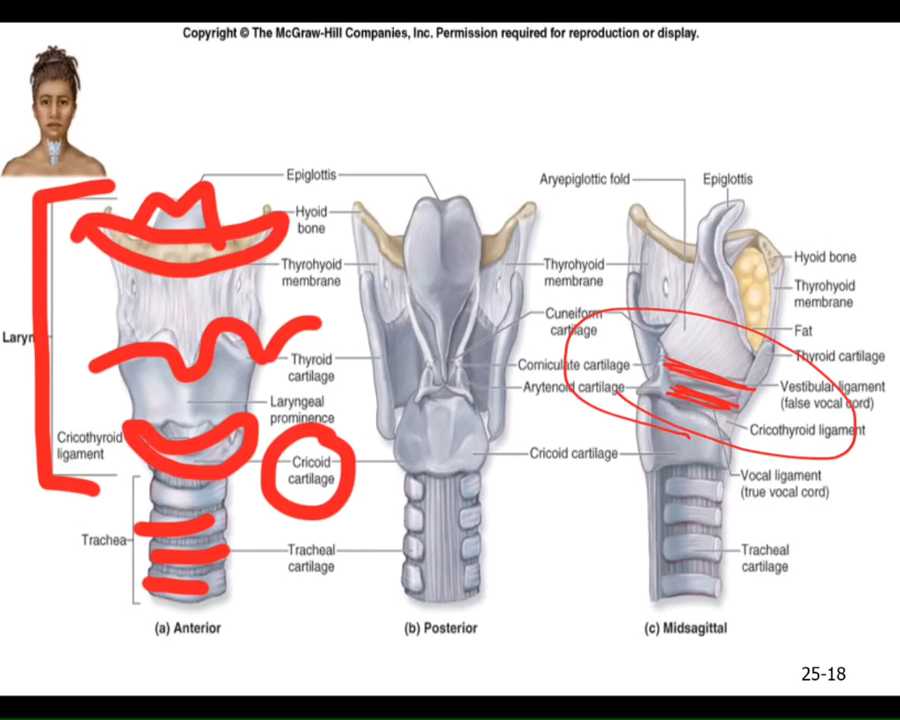 Copyright © The McGraw-Hill Companies, Inc. Permission required for reproduction or display.
Epiglottis
Hyoid
bone
Thyrohyoid
membrane
Thyroid
cartilage
Laryngeal
prominence
Cricothyroid
ligament
Cricoid
cartilage
Trachea
Tracheal
cartilage
(a) Anterior
Thyrohyoid
membrane
Cuneiform
cartilage
Corniculate cartilage
Arytenoid cartilage
Cricoid cartilage
(b) Posterior
Aryepiglottic fold
Epiglottis
Hyoid bone
Thyrohyoid
membrane
Fat
Thyroid cartilage
Vestibular ligament
(false vocal cord)
Cricothyroid ligament
Vocal ligament
(true vocal cord)
Tracheal
cartilage
(c) Midsagittal
25-18